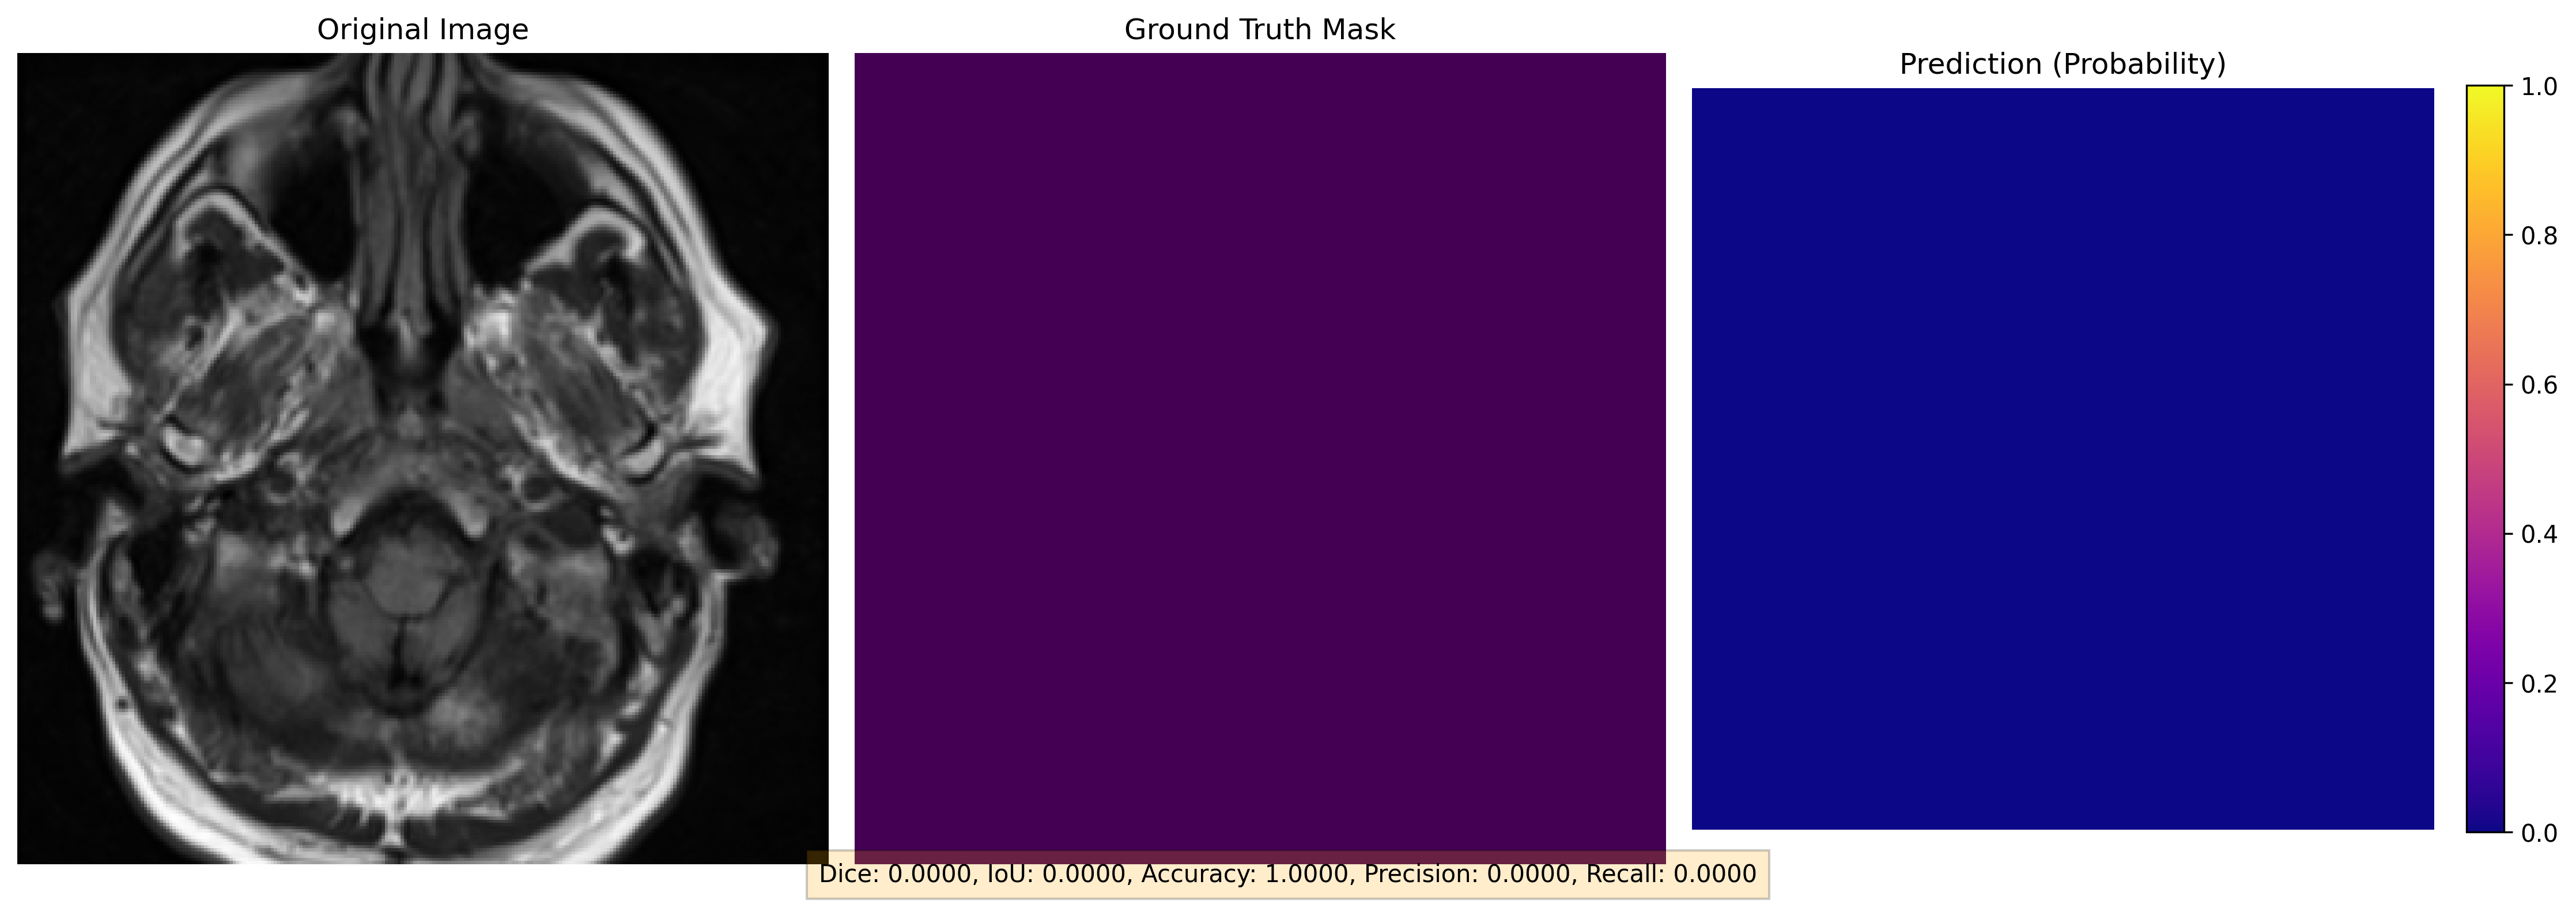 Original Image
Ground Truth Mask
Prediction (Probability)
1.0
0.8
0.6
0.4
0.2
0.0
Dice: 0.0000, IoU: 0.0000, Accuracy: 1.0000, Precision: 0.0000, Recall: 0.0000